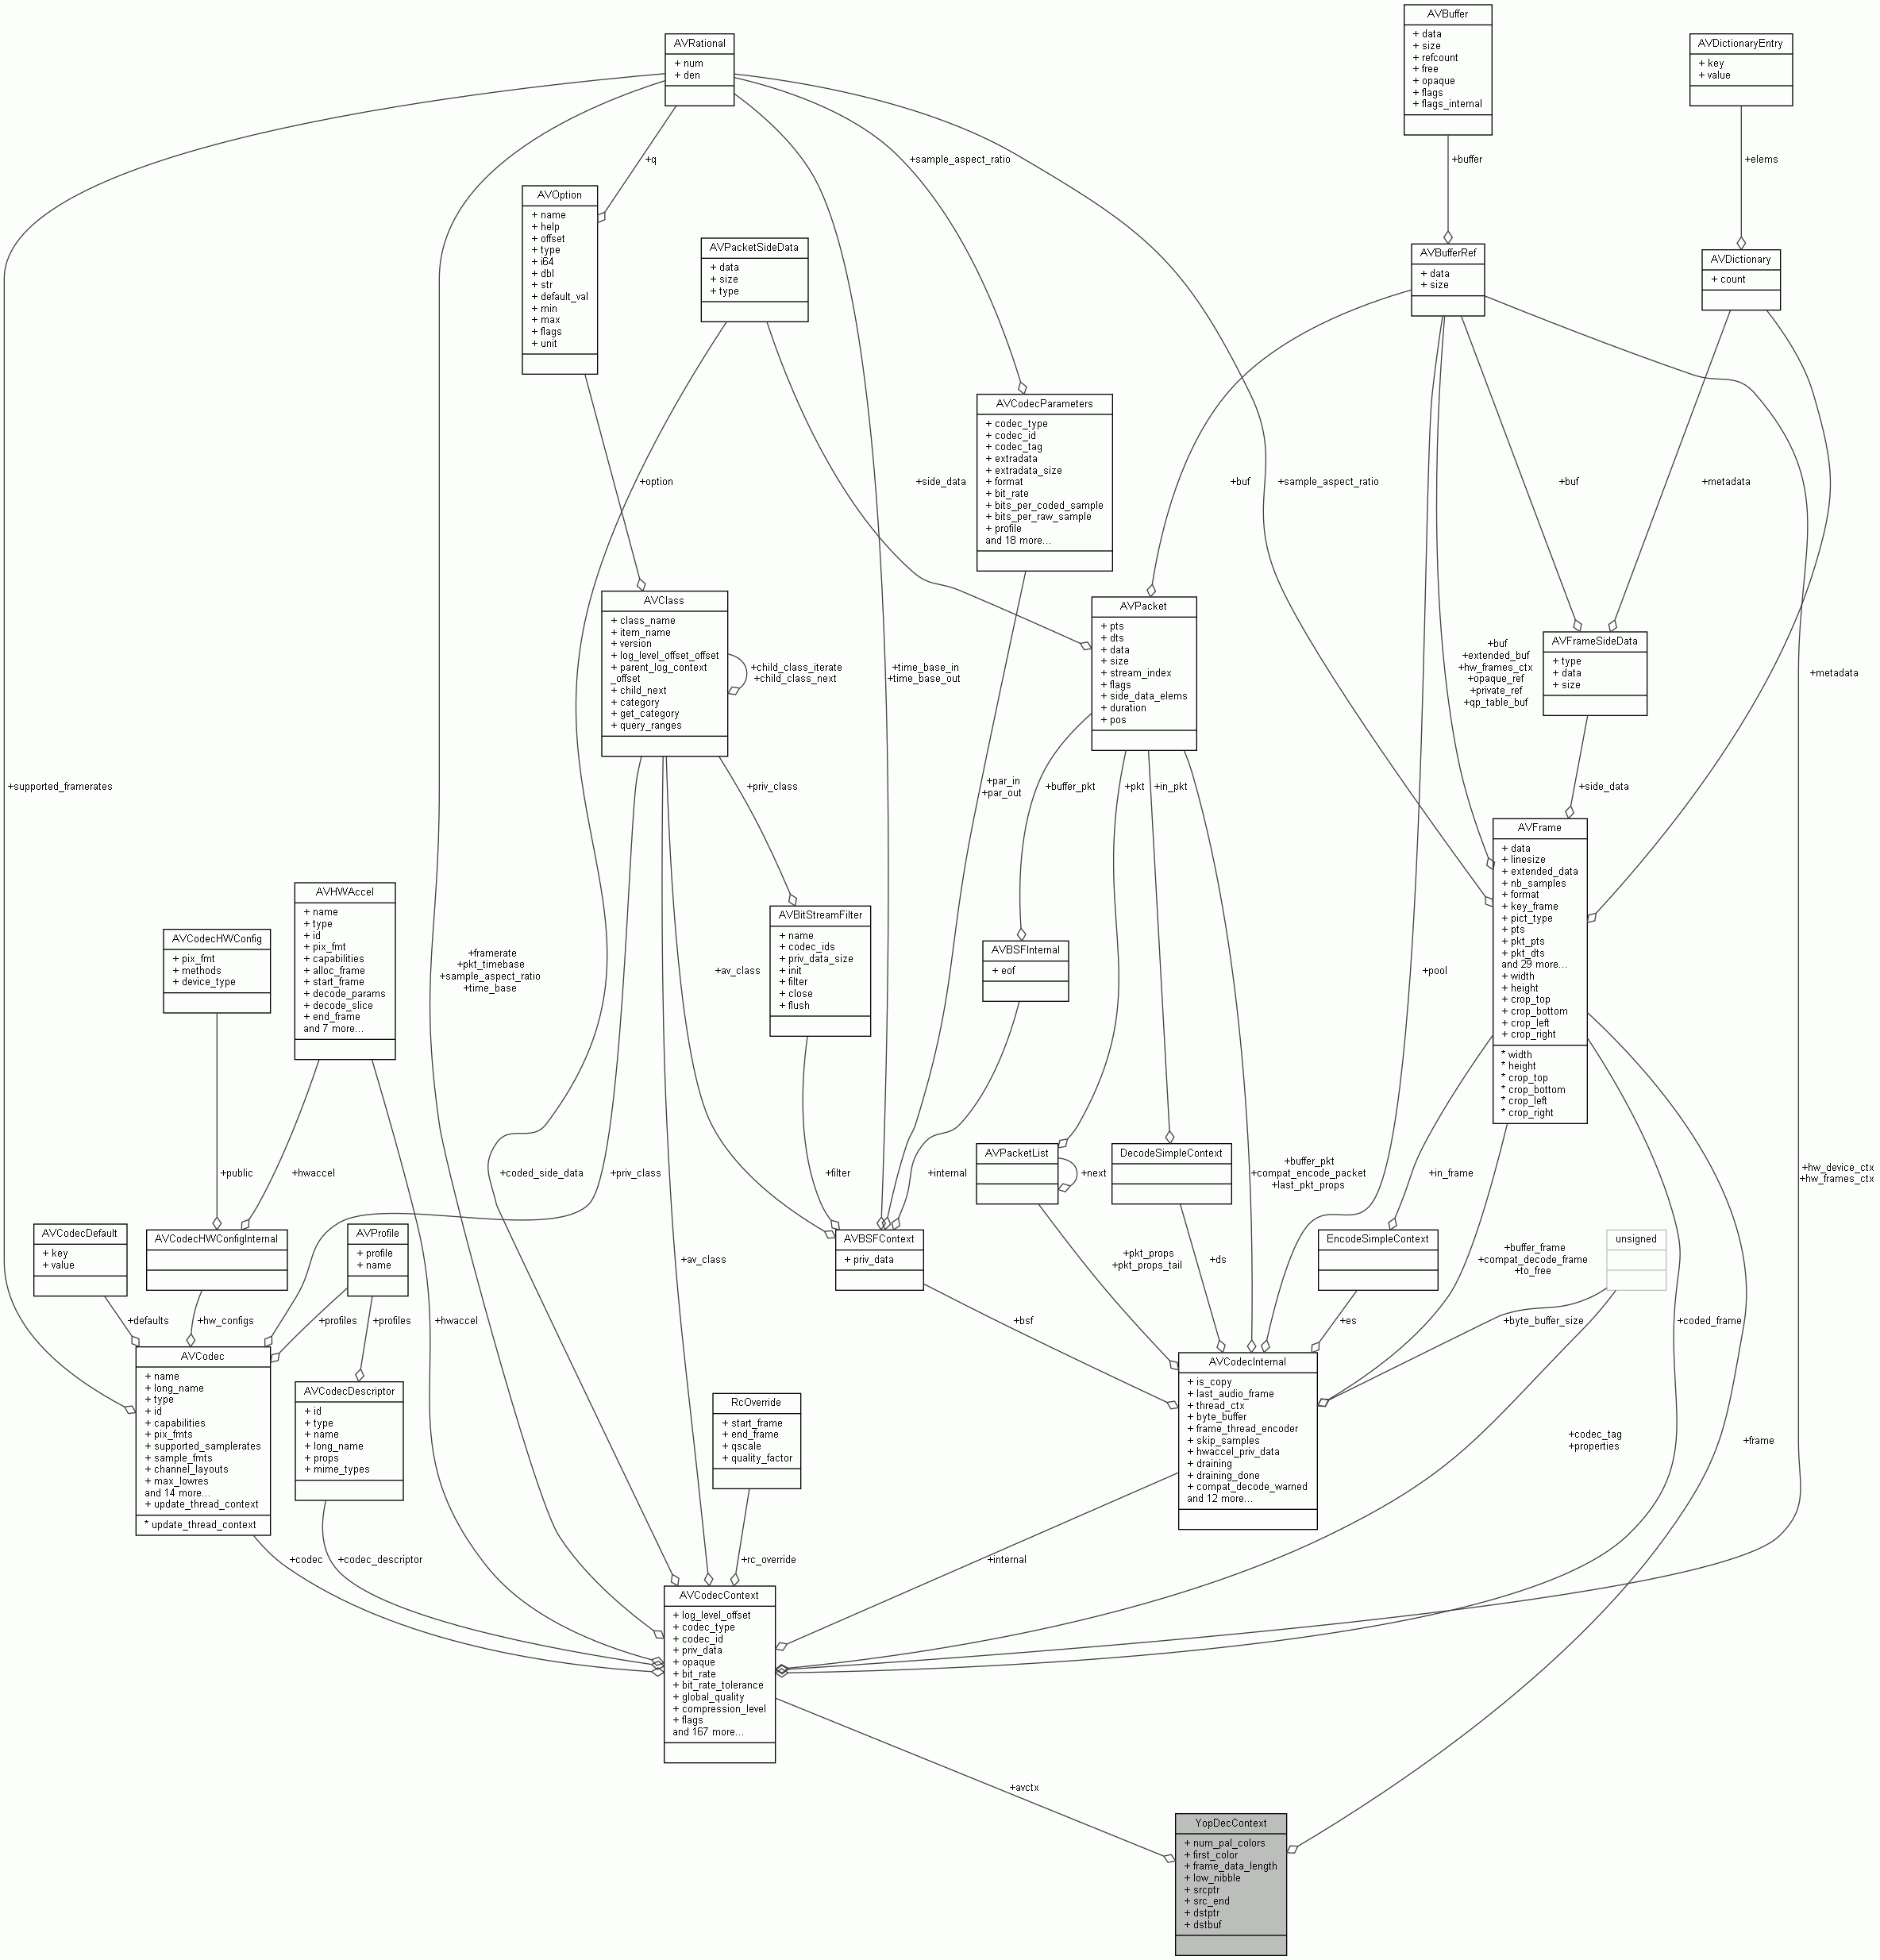 AVBuffer
+ data
+ size
+ refcount
+ free
+ opaque
+ flags
+ flags_internal
AVRational
+ num
+ den
AVDictionaryEntry
+ key
+ value
+q
+sample_aspect_ratio
+buffer
+elems
AVOption
+ name
+ help
+ offset
+ type
+ i64
+ dbl
+ str
+ default_val
+ min
+ max
+ flags
+ unit
AVPacketSideData
+ data
+ size
+ type
AVBufferRef
+ data
+ size
AVDictionary
+ count
AVCodecParameters
+ codec_type
+ codec_id
+ codec_tag
+ extradata
+ extradata_size
+ format
+ bit_rate
+ bits_per_coded_sample
+ bits_per_raw_sample
+ profile
and 18 more...
+option
+side_data
+buf
+sample_aspect_ratio
+buf
+metadata
AVClass
+ class_name
+ item_name
+ version
+ log_level_offset_offset
+ parent_log_context
_offset
+ child_next
+ category
+ get_category
+ query_ranges
+child_class_iterate
+child_class_next
+time_base_in
+time_base_out
AVPacket
+ pts
+ dts
+ data
+ size
+ stream_index
+ flags
+ side_data_elems
+ duration
+ pos
+buf
+extended_buf
+hw_frames_ctx
+opaque_ref
+private_ref
+qp_table_buf
AVFrameSideData
+ type
+ data
+ size
+metadata
+supported_framerates
+priv_class
+par_in
+par_out
+buffer_pkt
+pkt
+in_pkt
+side_data
AVFrame
+ data
+ linesize
+ extended_data
+ nb_samples
+ format
+ key_frame
+ pict_type
+ pts
+ pkt_pts
+ pkt_dts
and 29 more...
+ width
+ height
+ crop_top
+ crop_bottom
+ crop_left
+ crop_right
* width
* height
* crop_top
* crop_bottom
* crop_left
* crop_right
AVCodecHWConfig
+ pix_fmt
+ methods
+ device_type
AVHWAccel
+ name
+ type
+ id
+ pix_fmt
+ capabilities
+ alloc_frame
+ start_frame
+ decode_params
+ decode_slice
+ end_frame
and 7 more...
+framerate
+pkt_timebase
+sample_aspect_ratio
+time_base
+av_class
AVBitStreamFilter
+ name
+ codec_ids
+ priv_data_size
+ init
+ filter
+ close
+ flush
AVBSFInternal
+ eof
+pool
+public
+hwaccel
+coded_side_data
+priv_class
+filter
+internal
AVPacketList
+next
DecodeSimpleContext
+buffer_pkt
+compat_encode_packet
+last_pkt_props
+in_frame
+hw_device_ctx
+hw_frames_ctx
AVCodecDefault
+ key
+ value
AVCodecHWConfigInternal
AVProfile
+ profile
+ name
+av_class
AVBSFContext
+ priv_data
+pkt_props
+pkt_props_tail
+ds
EncodeSimpleContext
+buffer_frame
+compat_decode_frame
+to_free
unsigned
+defaults
+hw_configs
+profiles
+profiles
+hwaccel
+bsf
+es
+byte_buffer_size
+coded_frame
AVCodec
+ name
+ long_name
+ type
+ id
+ capabilities
+ pix_fmts
+ supported_samplerates
+ sample_fmts
+ channel_layouts
+ max_lowres
and 14 more...
+ update_thread_context
* update_thread_context
AVCodecDescriptor
+ id
+ type
+ name
+ long_name
+ props
+ mime_types
RcOverride
+ start_frame
+ end_frame
+ qscale
+ quality_factor
AVCodecInternal
+ is_copy
+ last_audio_frame
+ thread_ctx
+ byte_buffer
+ frame_thread_encoder
+ skip_samples
+ hwaccel_priv_data
+ draining
+ draining_done
+ compat_decode_warned
and 12 more...
+codec_tag
+properties
+frame
+codec
+codec_descriptor
+rc_override
+internal
AVCodecContext
+ log_level_offset
+ codec_type
+ codec_id
+ priv_data
+ opaque
+ bit_rate
+ bit_rate_tolerance
+ global_quality
+ compression_level
+ flags
and 167 more...
+avctx
YopDecContext
+ num_pal_colors
+ first_color
+ frame_data_length
+ low_nibble
+ srcptr
+ src_end
+ dstptr
+ dstbuf